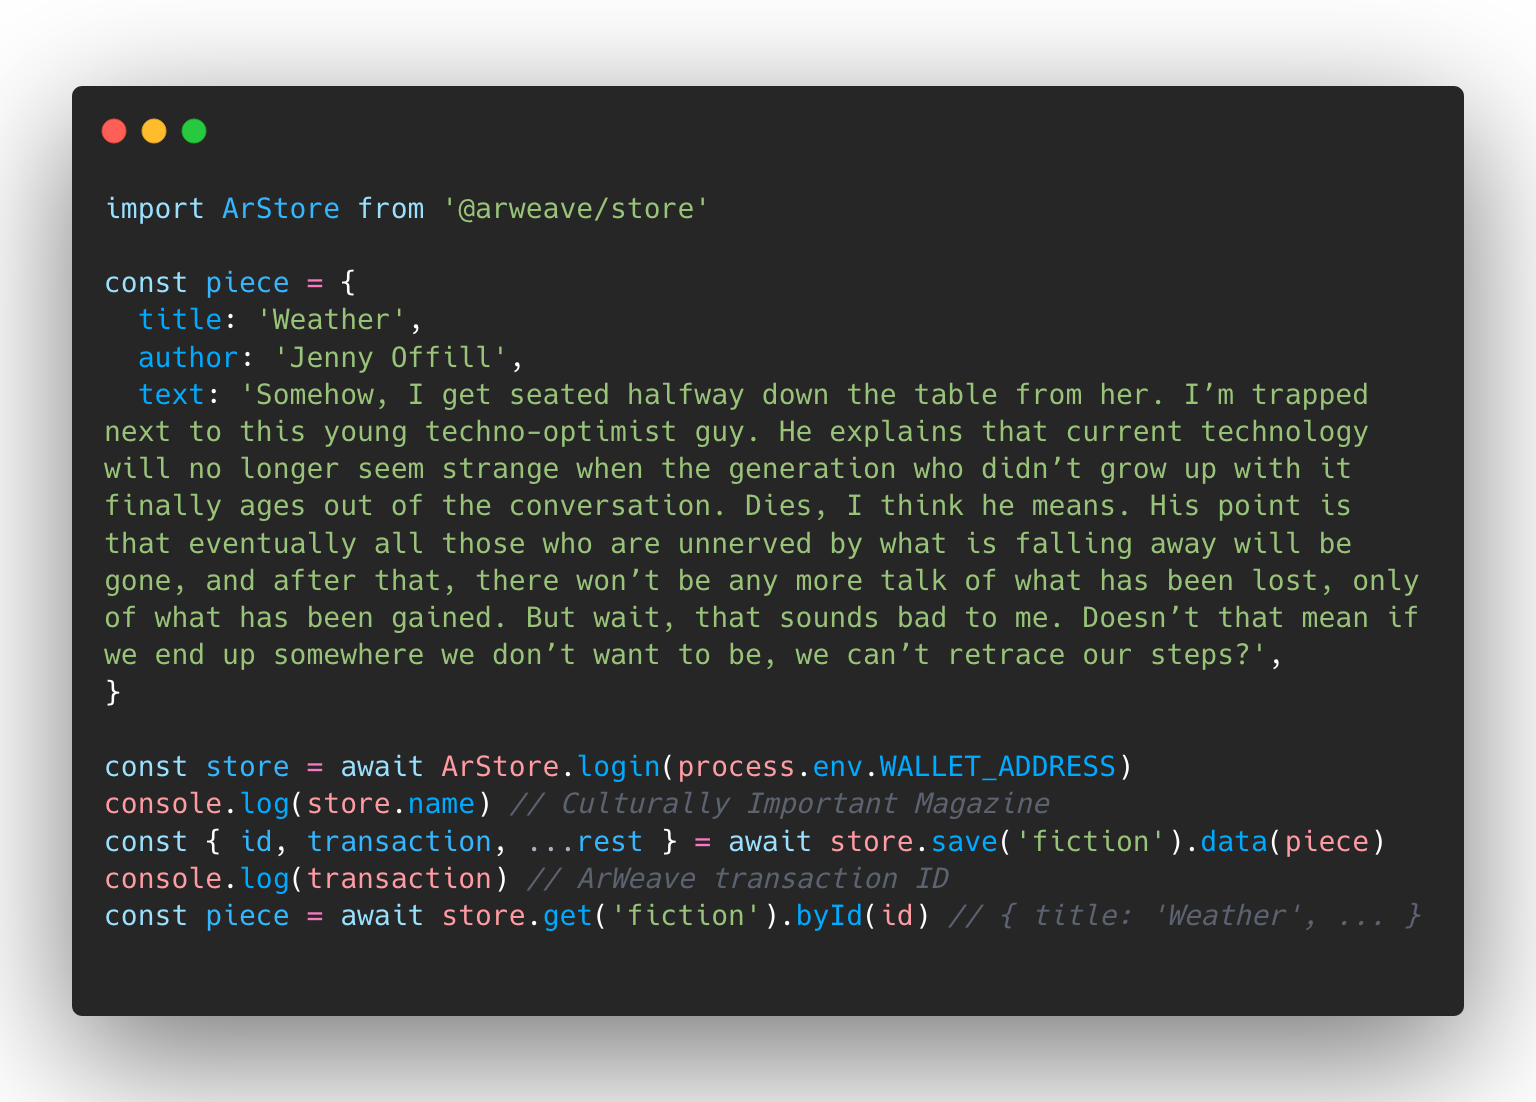 import ArStore from '@arweave/store'
const piece = {
  title: 'Weather',
  author: 'Jenny Offill',
  text: 'Somehow, I get seated halfway down the table from her. I’m trapped
next to this young techno-optimist guy. He explains that current technology
will no longer seem strange when the generation who didn’t grow up with it
finally ages out of the conversation. Dies, I think he means. His point is
that eventually all those who are unnerved by what is falling away will be
gone, and after that, there won’t be any more talk of what has been lost, only
of what has been gained. But wait, that sounds bad to me. Doesn’t that mean if
we end up somewhere we don’t want to be, we can’t retrace our steps?',
}
const store = await ArStore.login(process.env.WALLET_ADDRESS)
console.log(store.name) // Culturally Important Magazine
const { id, transaction, ...rest } = await store.save('fiction').data(piece)
console.log(transaction) // ArWeave transaction ID
const piece = await store.get('fiction').byId(id) // { title: 'Weather', ... }